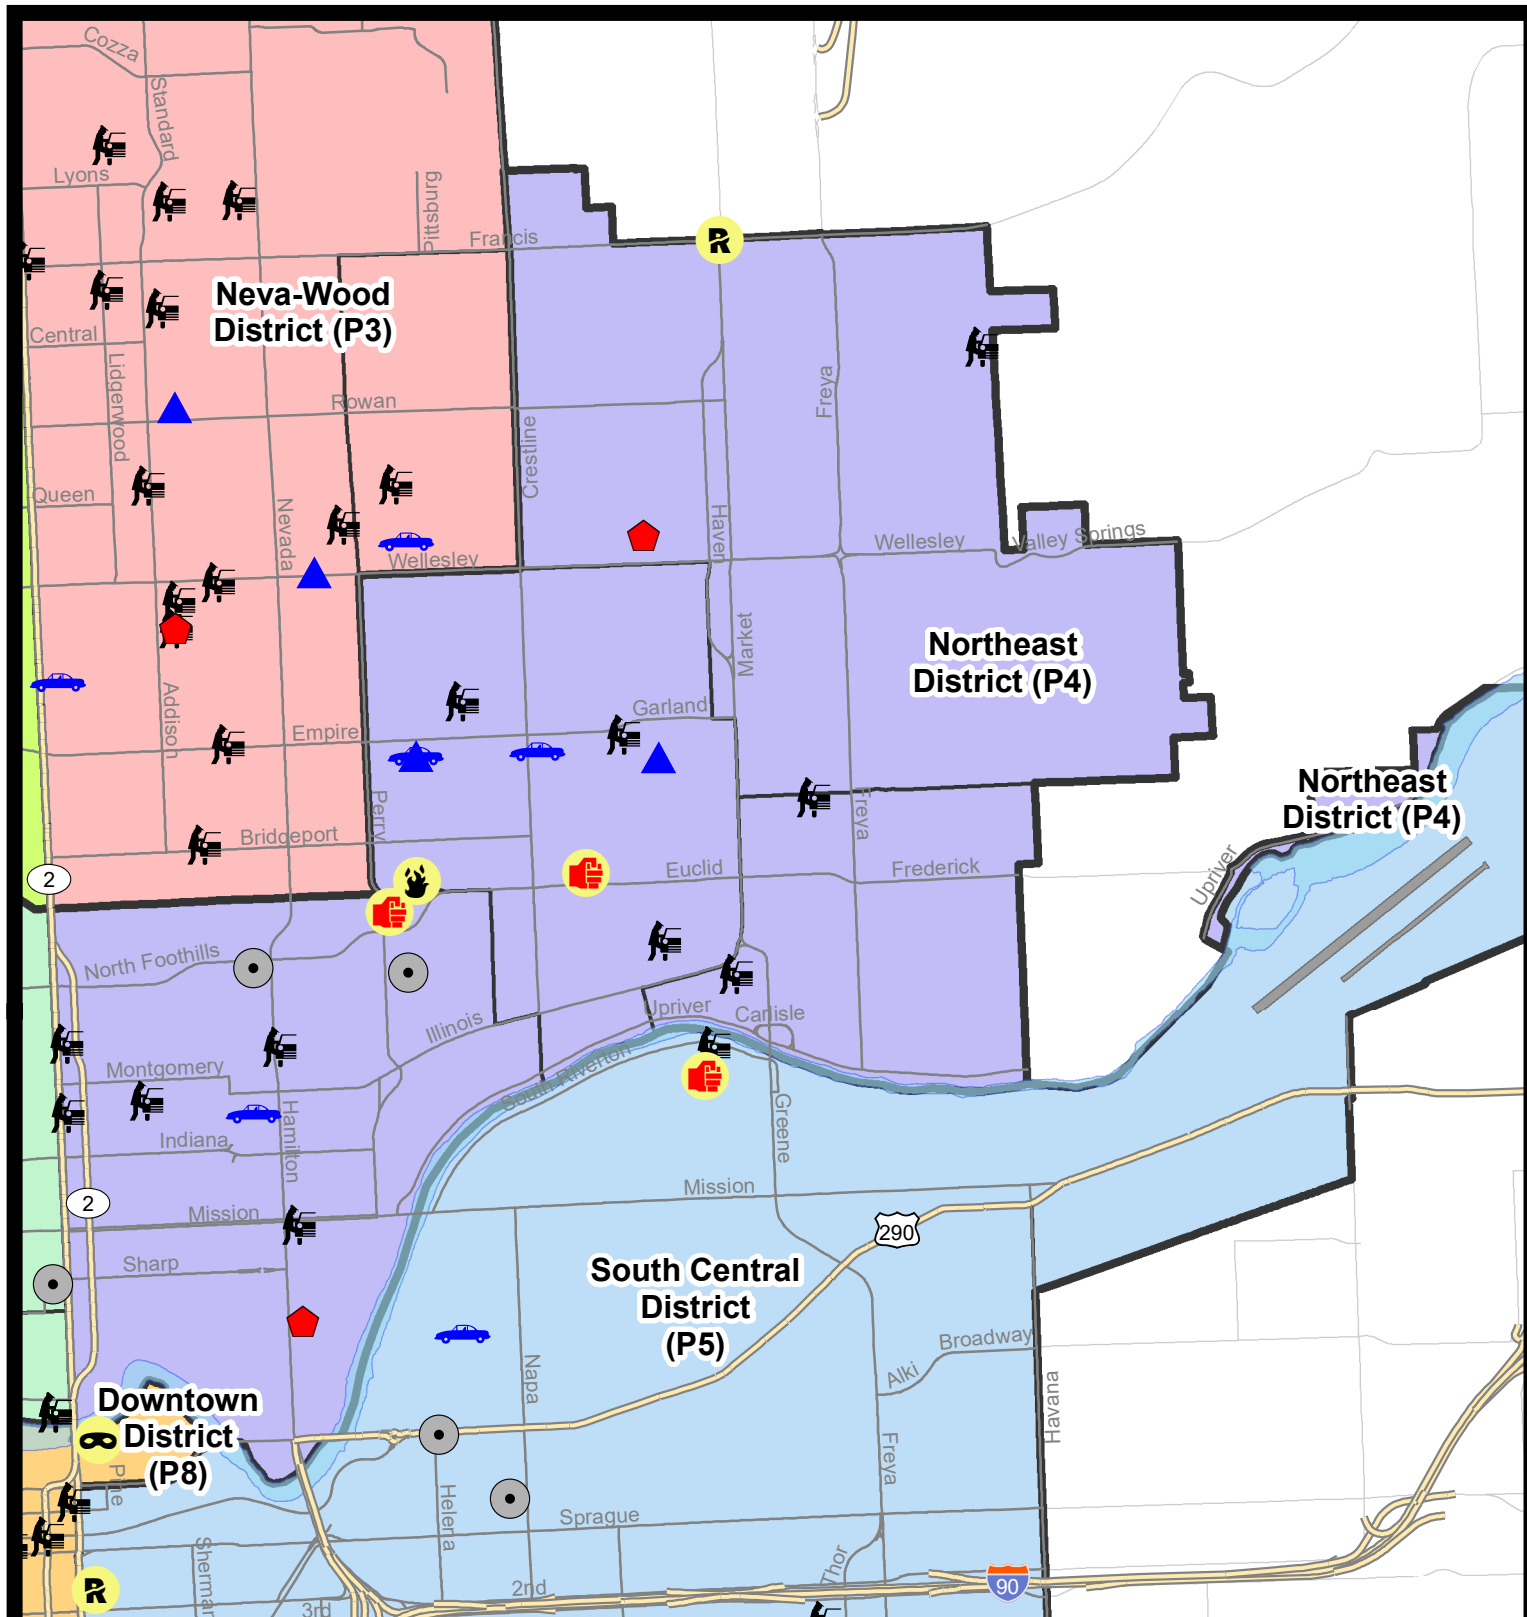 Cozza
Standard
Lyons
Pittsburg
Francis
R
Neva-Wood
District (P3)
Central
Lidgerwood
Rowan
Freya
Crestline
Queen
Nevada
Haven
Wellesley
Valley Springs
Wellesley
Market
Northeast
District (P4)
Addison
Garland
Empire
Northeast
District (P4)
Perry
Freya
Bridgeport
Euclid
Frederick
Upriver
2
North Foothills
Illinois
Upriver
Carlisle
Montgomery
South Riverton
Hamilton
Greene
Indiana
Mission
2
Mission
290
Sharp
South Central
District
(P5)
Broadway
Alki
Napa
Havana
Downtown
District
(P8)
Pine
Freya
Helena
Sprague
Sherman
Thor
R
2nd
90
3rd